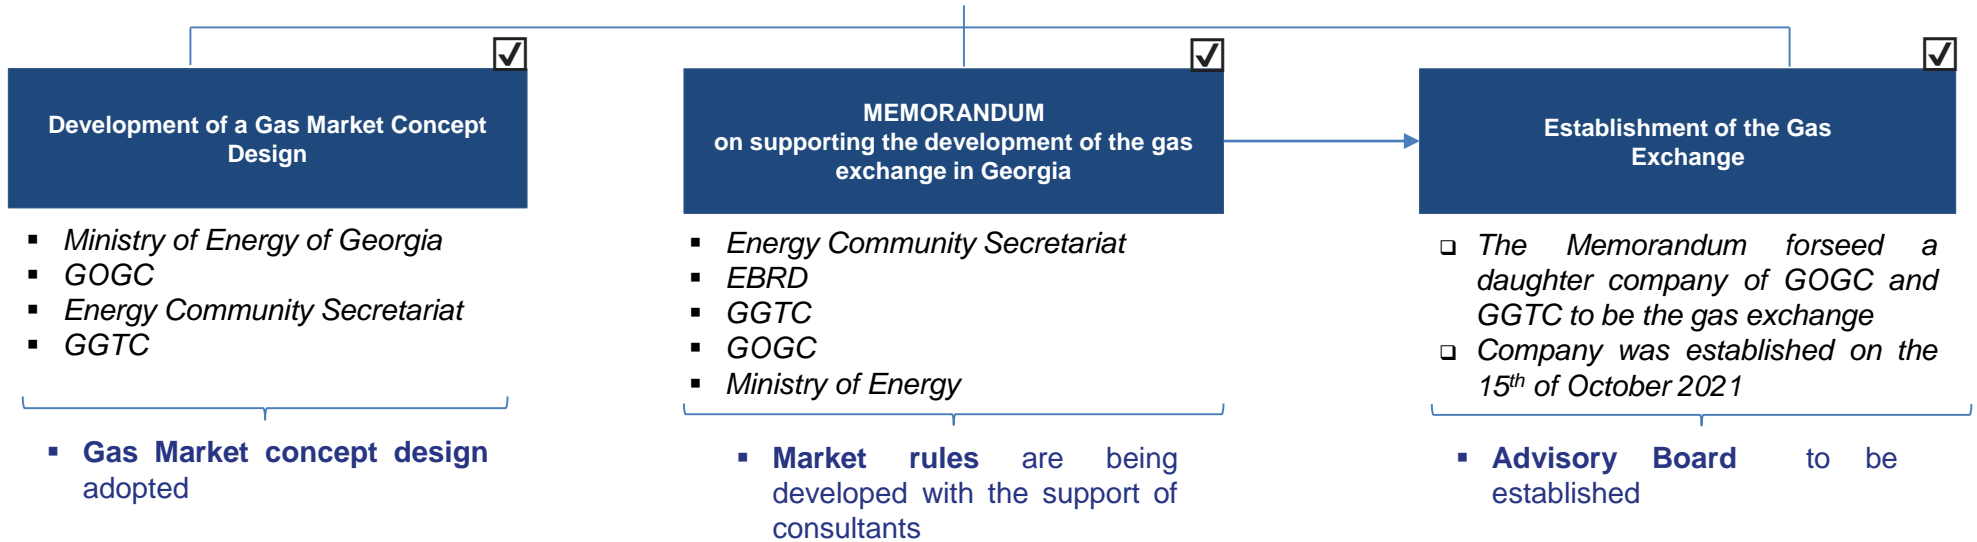 Development of a Gas Market Concept
Design
MEMORANDUM
on supporting the development of the gas
exchange in Georgia
Establishment of the Gas
Exchange
▪ Ministry of Energy of Georgia
▪ GOGC
▪ Energy Community Secretariat
▪ GGTC
▪ Gas Market concept design
adopted
▪ Energy Community Secretariat
▪ EBRD
▪ GGTC
▪ GOGC
▪ Ministry of Energy
▪ Market rules are being
developed with the support of
consultants
❑ The Memorandum forseed a
daughter company of GOGC and
GGTC to be the gas exchange
❑ Company was established on the
15th of October 2021
▪ Advisory Board to be
established